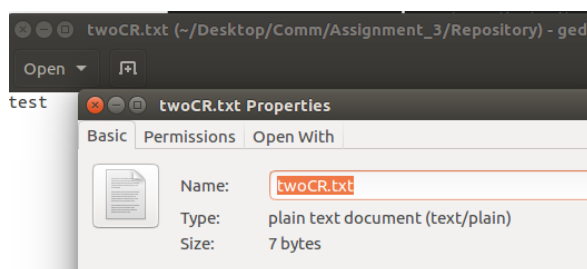 twoCR.txt (~/Desktop/Comm/Assignment_3/Repository) - ged
Open
test
twoCR.txt Properties
Basic Permissions Open With
Name: twoCR.txt
Type: plain text document (text/plain)
Size: 7 bytes